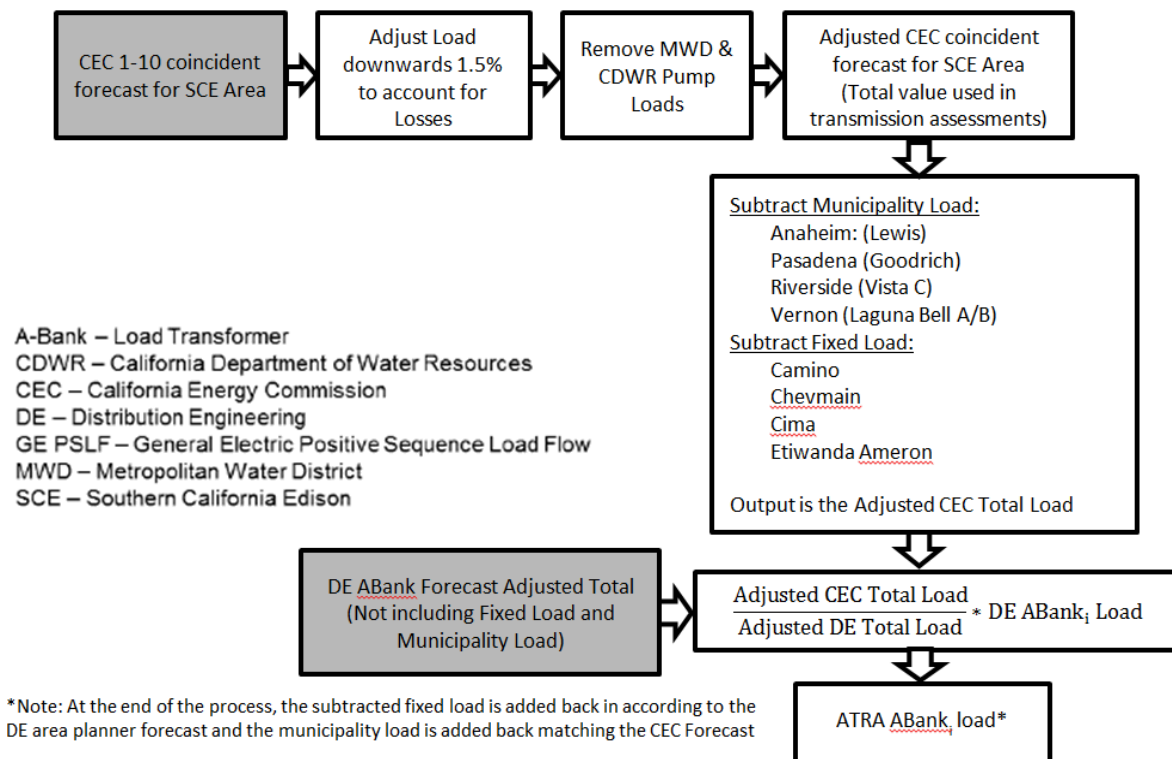 CEC 1-10 coincident
forecast for SCE Area
Adjust Load
downwards 1.5%
to account for
Losses
Remove MWD &
CDWR Pump
Loads
Adjusted CEC coincident
forecast for SCE Area
(Total value used in
transmission assessments)
Subtract Municipality Load:
Anaheim: (Lewis)
Pasadena (Goodrich)
Riverside (Vista C)
Vernon (Laguna Bell A/B)
Subtract Fixed Load:
Camino
Chevmain
Cima
Etiwanda Ameron
Output is the Adjusted CEC Total Load
A-Bank – Load Transformer
CDWR – California Department of Water Resources
CEC – California Energy Commission
DE – Distribution Engineering
GE PSLF – General Electric Positive Sequence Load Flow
MWD – Metropolitan Water District
SCE – Southern California Edison
DE ABank Forecast Adjusted Total
(Not including Fixed Load and
Municipality Load)
Adjusted CEC Total Load
Adjusted DE Total Load
* DE ABankᵢ Load
ATRA ABankᵢ load*
*Note: At the end of the process, the subtracted fixed load is added back in according to the
DE area planner forecast and the municipality load is added back matching the CEC Forecast